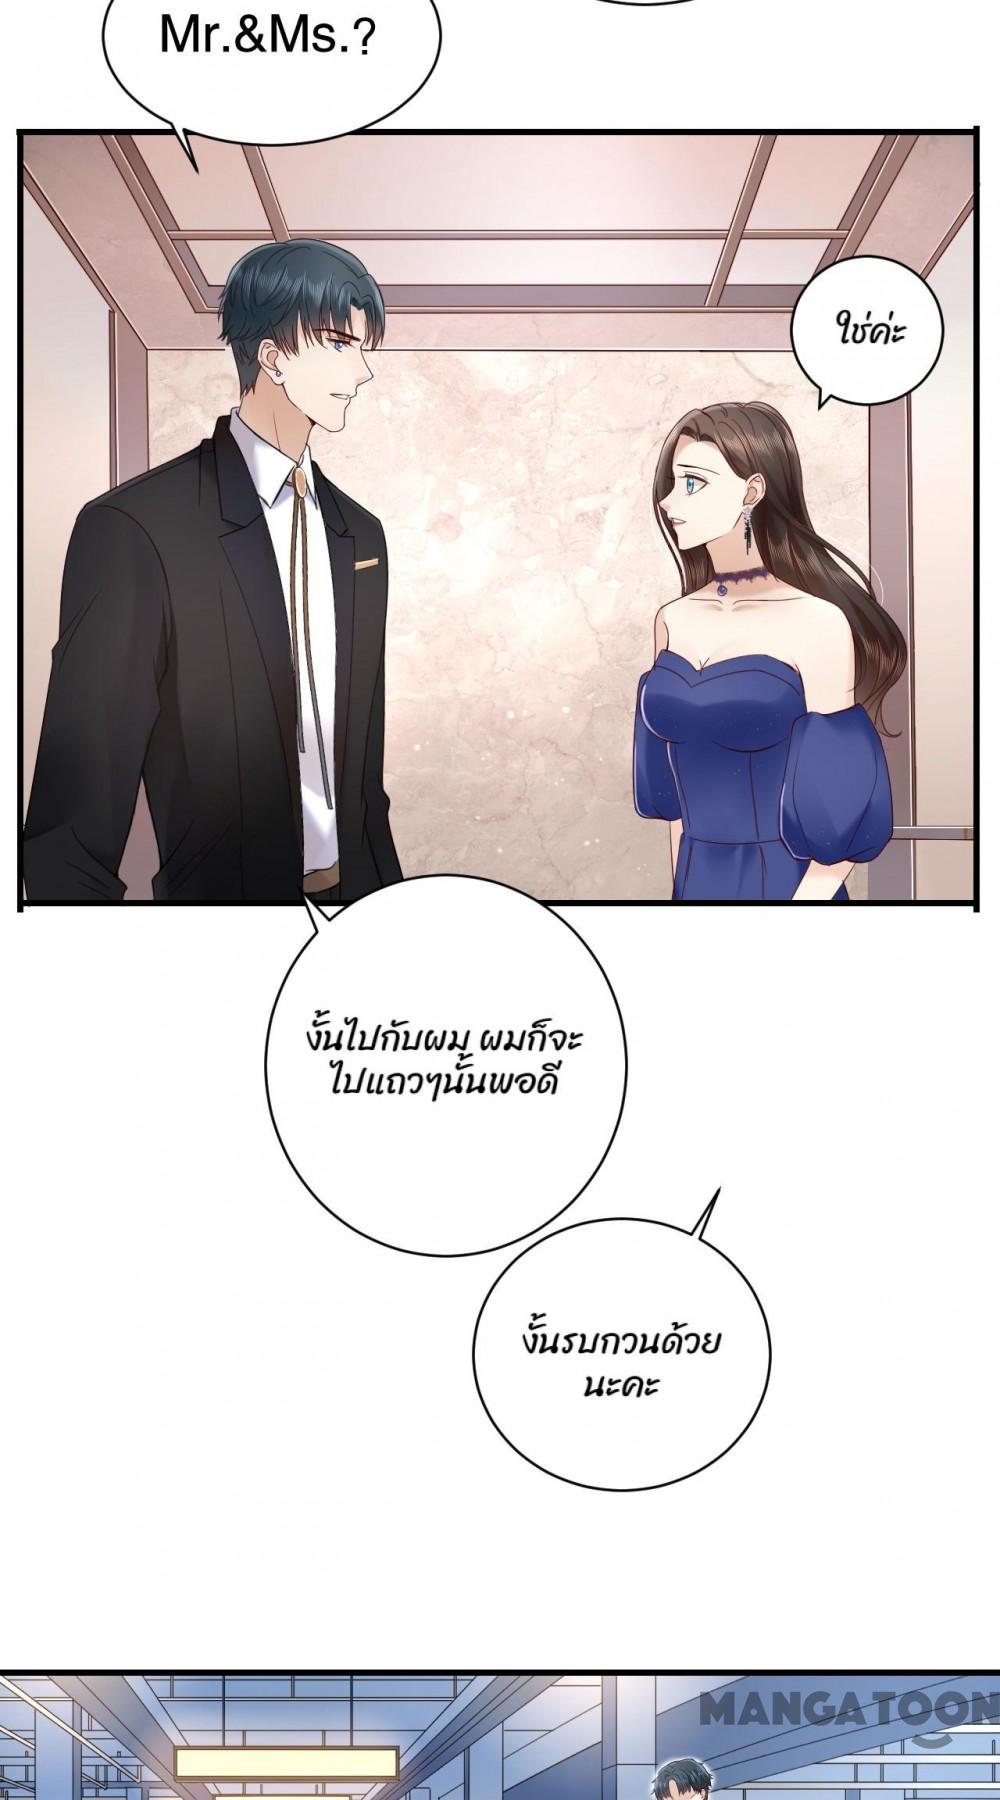 Mr.&Ms.?
ใช่ค่ะ
งั้นไปกับผม ผมก็จะ
ไปแถวๆนั้นพอดี
งั้นรบกวนด้วย
นะคะ
MANGATOON